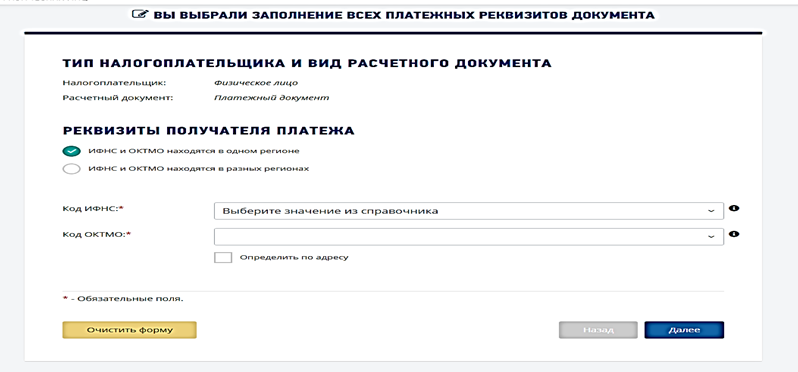 ВЫ ВЫБРАЛИ ЗАПОЛНЕНИЕ ВСЕХ ПЛАТЕЖНЫХ РЕКВИЗИТОВ ДОКУМЕНТА
ТИП НАЛОГОПЛАТЕЛЬЩИКА И ВИД РАСЧЕТНОГО ДОКУМЕНТА
Налогоплательщик: Физическое лицо
Расчетный документ: Платежный документ
РЕКВИЗИТЫ ПОЛУЧАТЕЛЯ ПЛАТЕЖА
ИФНС и ОКТМО находятся в одном регионе
ИФНС и ОКТМО находятся в разных регионах
Код ИФНС:* Выберите значение из справочника
Код ОКТМО:*
Определить по адресу
* - Обязательные поля.
Очистить форму Назад Далее